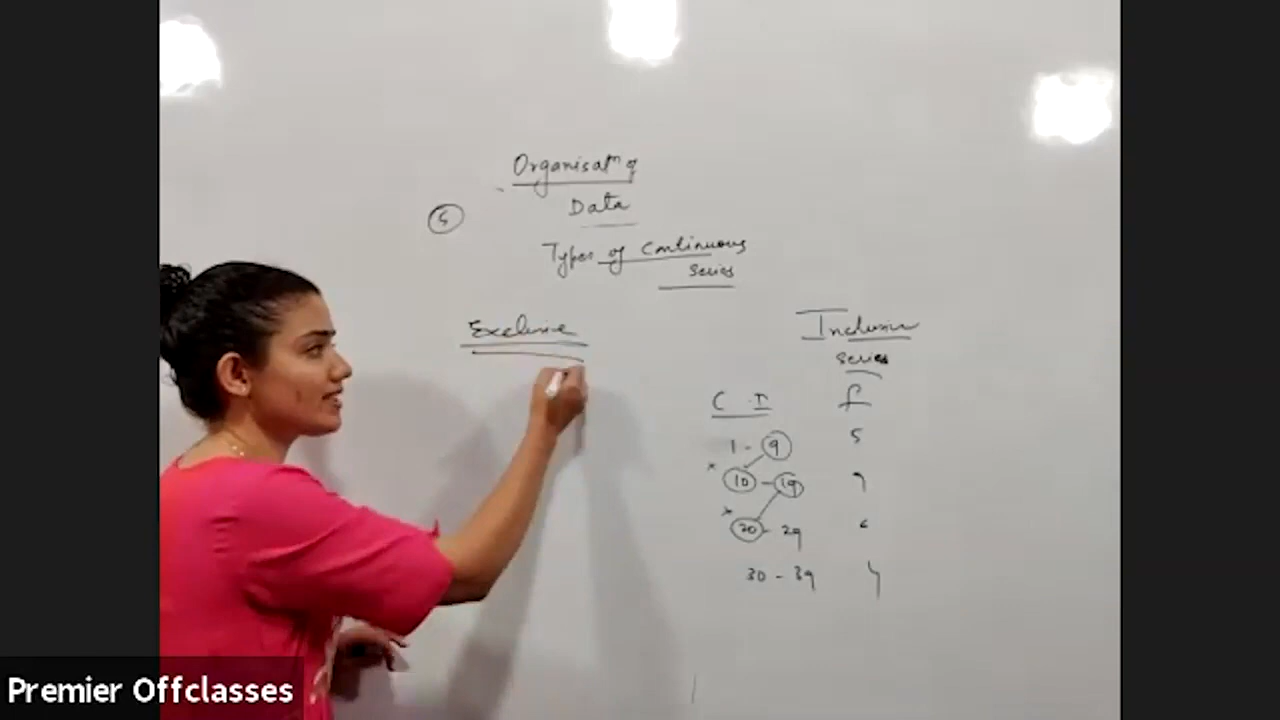 Organisatn of
Data
5
Types of Continuous
Series
Exclusive
Inclusive
Series
C.I f
1 - 9 5
x 10 - 19 9
x 20 - 29 6
30 - 39 4
Premier Offclasses